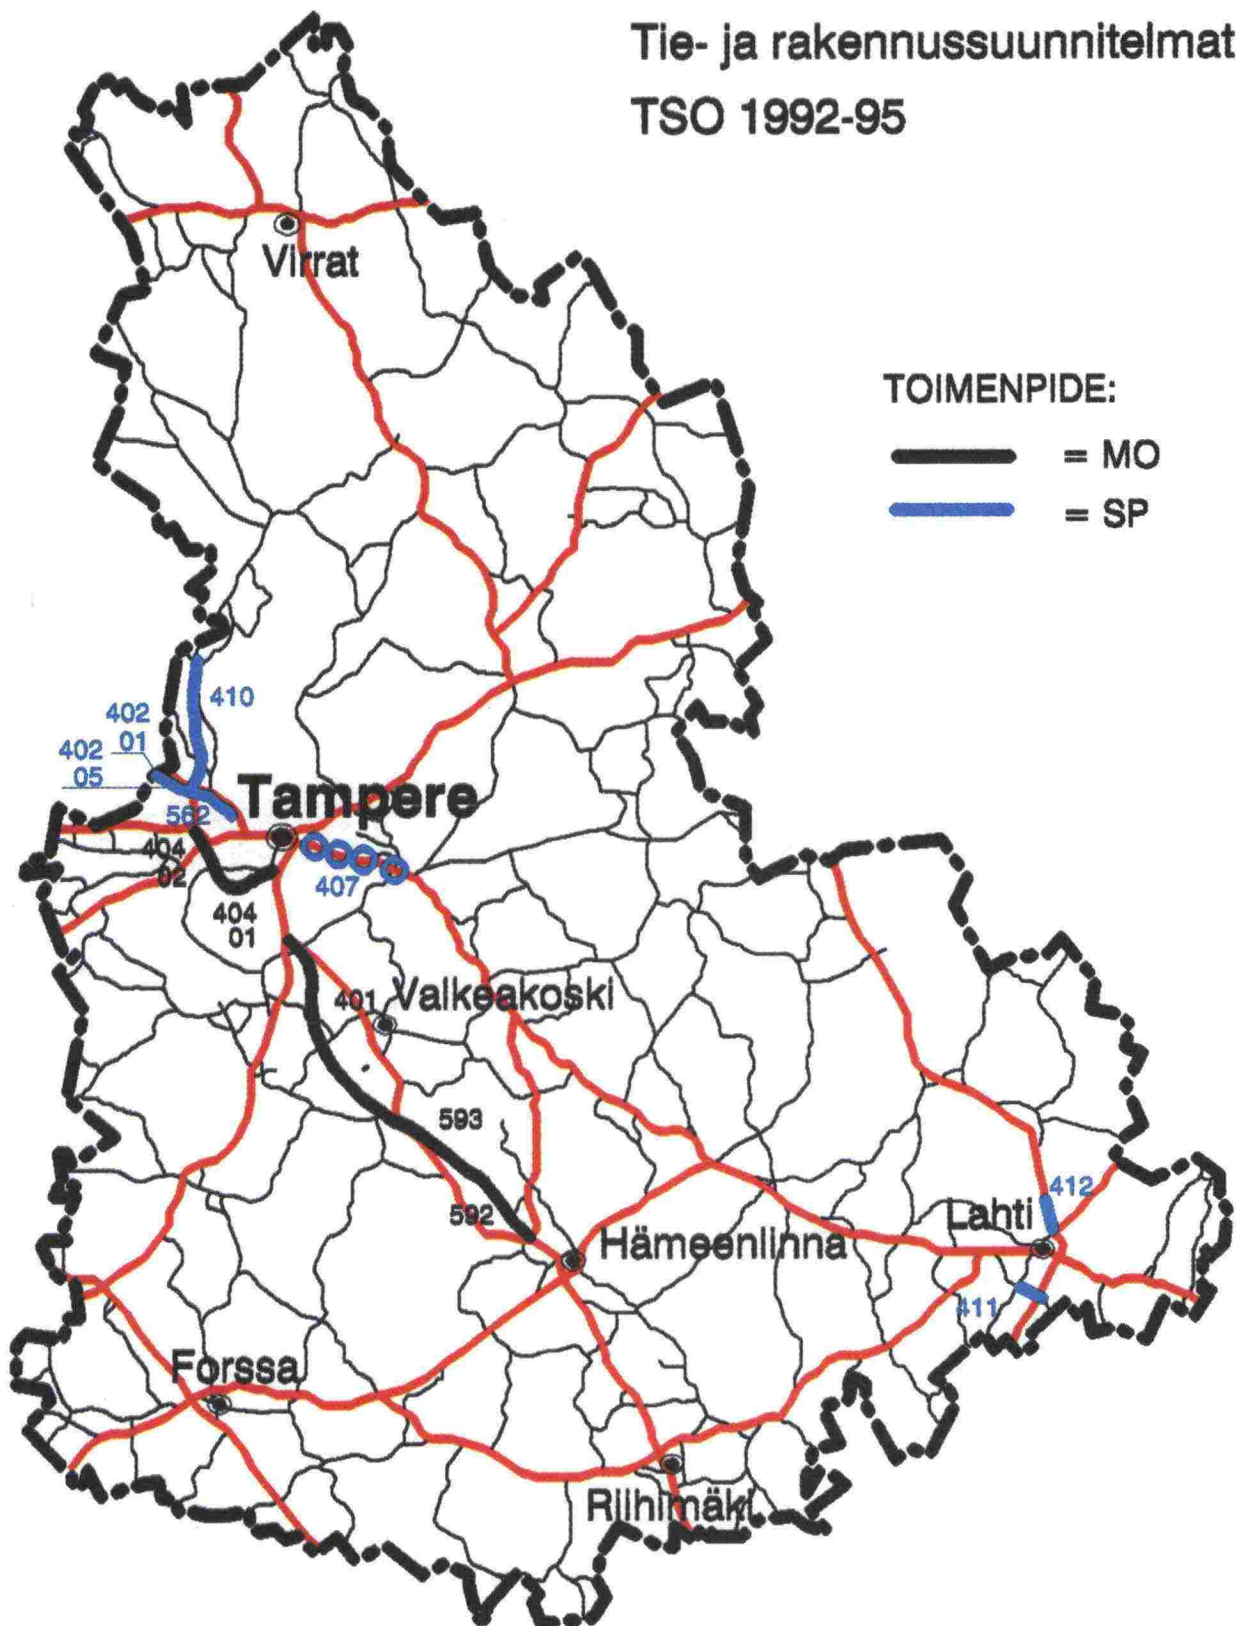 Tie- ja rakennussuunnitelmat
TSO 1992-95
Virrat
TOIMENPIDE:
= MO
= SP
410
402
01
402
05
Tampere
582
404
02
407
404
01
401
Valkeakoski
593
592
412
Lahti
Hämeenlinna
411
Forssa
Riihimäki